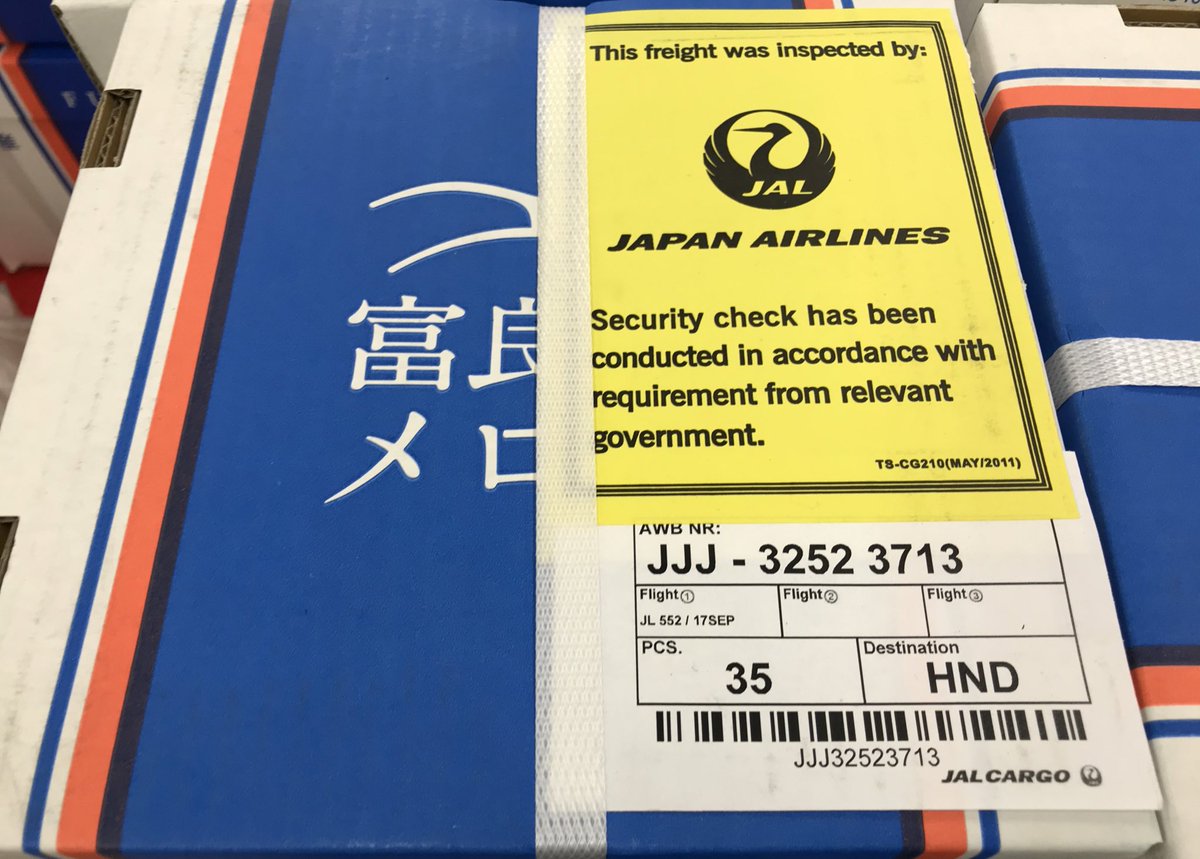 富良
メロ
This freight was inspected by:
JAL
JAPAN AIRLINES
Security check has been
conducted in accordance with
requirement from relevant
government.
TS-CG210(MAY/2011)
AWB NR:
JJJ - 3252 3713
Flight① Flight② Flight③
JL 552 / 17SEP
PCS. Destination
35 HND
JJJ32523713
JAL CARGO